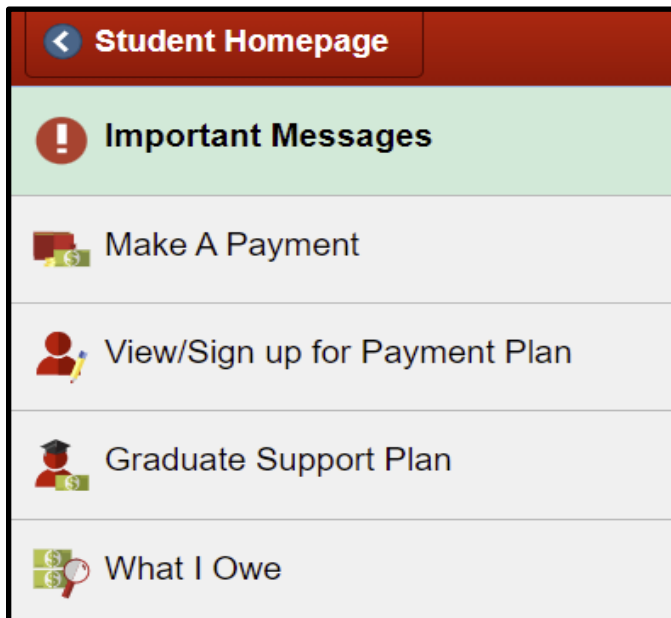 Student Homepage
Important Messages
Make A Payment
View/Sign up for Payment Plan
Graduate Support Plan
What I Owe